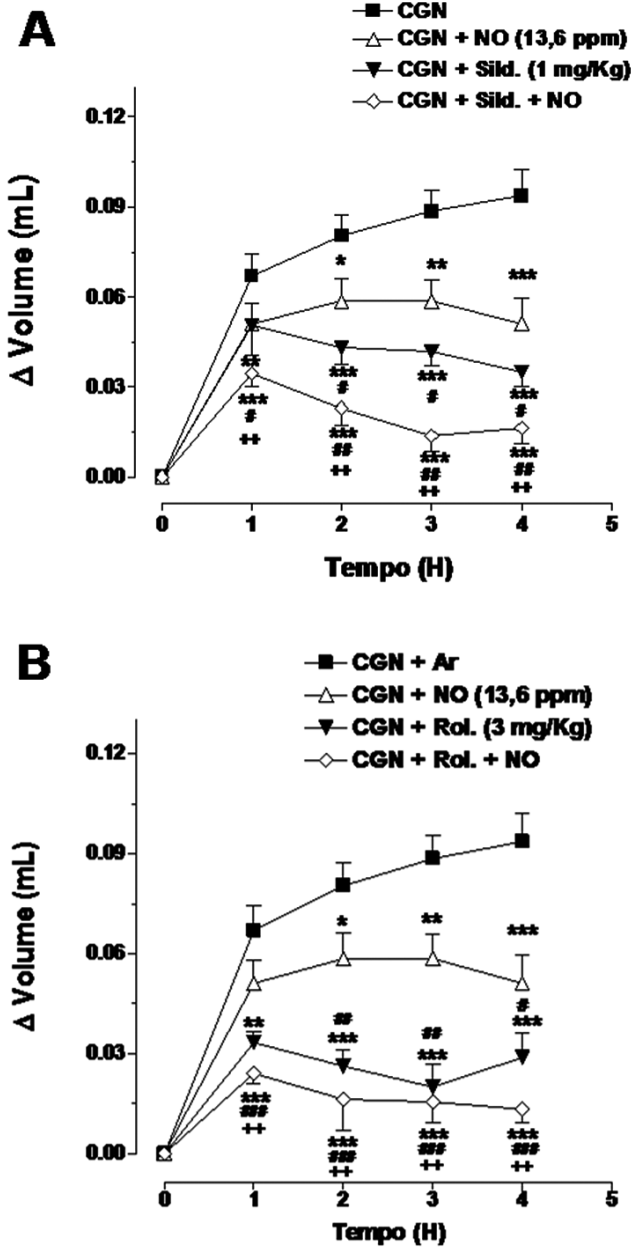 A
CGN
CGN + NO (13,6 ppm)
CGN + Sild. (1 mg/Kg)
CGN + Sild. + NO
Δ Volume (mL)
0.12
0.09
0.06
0.03
0.00
* ** ***
** *** *** ***
# # #
*** *** *** ***
# ## ## ##
++ ++ ++ ++
0 1 2 3 4 5
Tempo (H)
B
CGN + Ar
CGN + NO (13,6 ppm)
CGN + Rol. (3 mg/Kg)
CGN + Rol. + NO
Δ Volume (mL)
0.12
0.09
0.06
0.03
0.00
* ** ***
## ## #
** *** *** ***
*** *** *** ***
### ### ### ###
++ ++ ++ ++
0 1 2 3 4 5
Tempo (H)